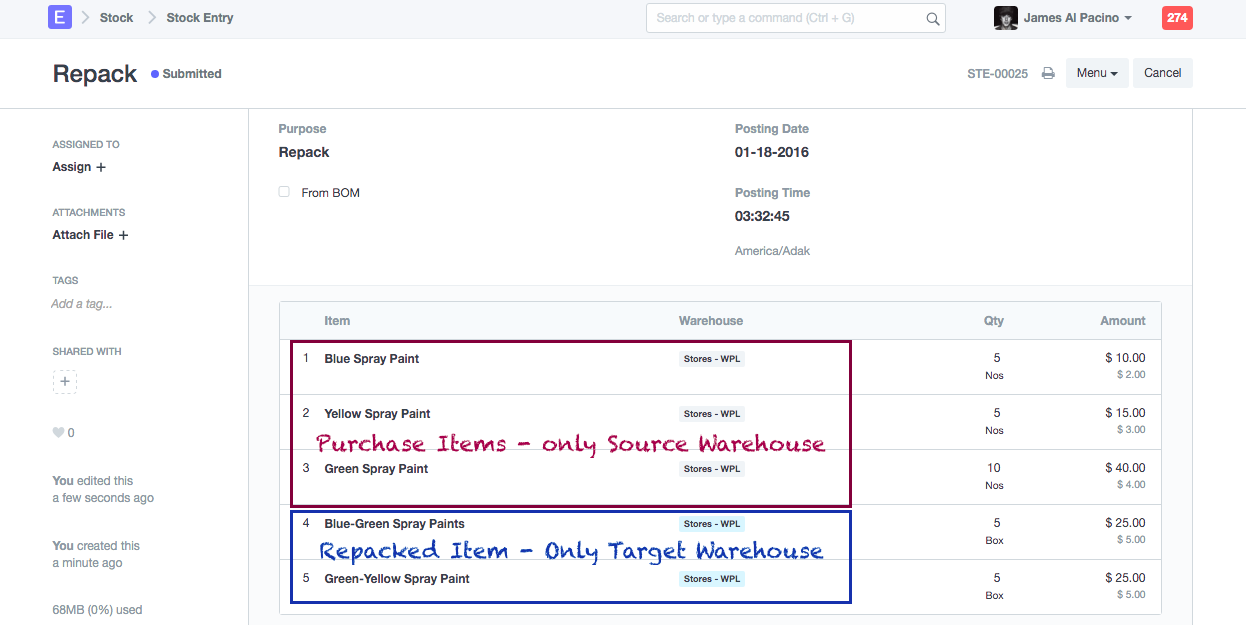 E Stock Stock Entry Search or type a command (Ctrl + G) James Al Pacino 274
Repack Submitted STE-00025 Menu Cancel
ASSIGNED TO
Assign +
ATTACHMENTS
Attach File +
TAGS
Add a tag...
SHARED WITH
+
0
You edited this
a few seconds ago
You created this
a minute ago
68MB (0%) used
Purpose
Repack
From BOM
Posting Date
01-18-2016
Posting Time
03:32:45
America/Adak
Item Warehouse Qty Amount
1 Blue Spray Paint Stores - WPL 5 $ 10.00
Nos $ 2.00
2 Yellow Spray Paint Stores - WPL 5 $ 15.00
Nos $ 3.00
Purchase Items - only Source Warehouse
3 Green Spray Paint Stores - WPL 10 $ 40.00
Nos $ 4.00
4 Blue-Green Spray Paints Stores - WPL 5 $ 25.00
Box $ 5.00
Repacked Item - Only Target Warehouse
5 Green-Yellow Spray Paint Stores - WPL 5 $ 25.00
Box $ 5.00